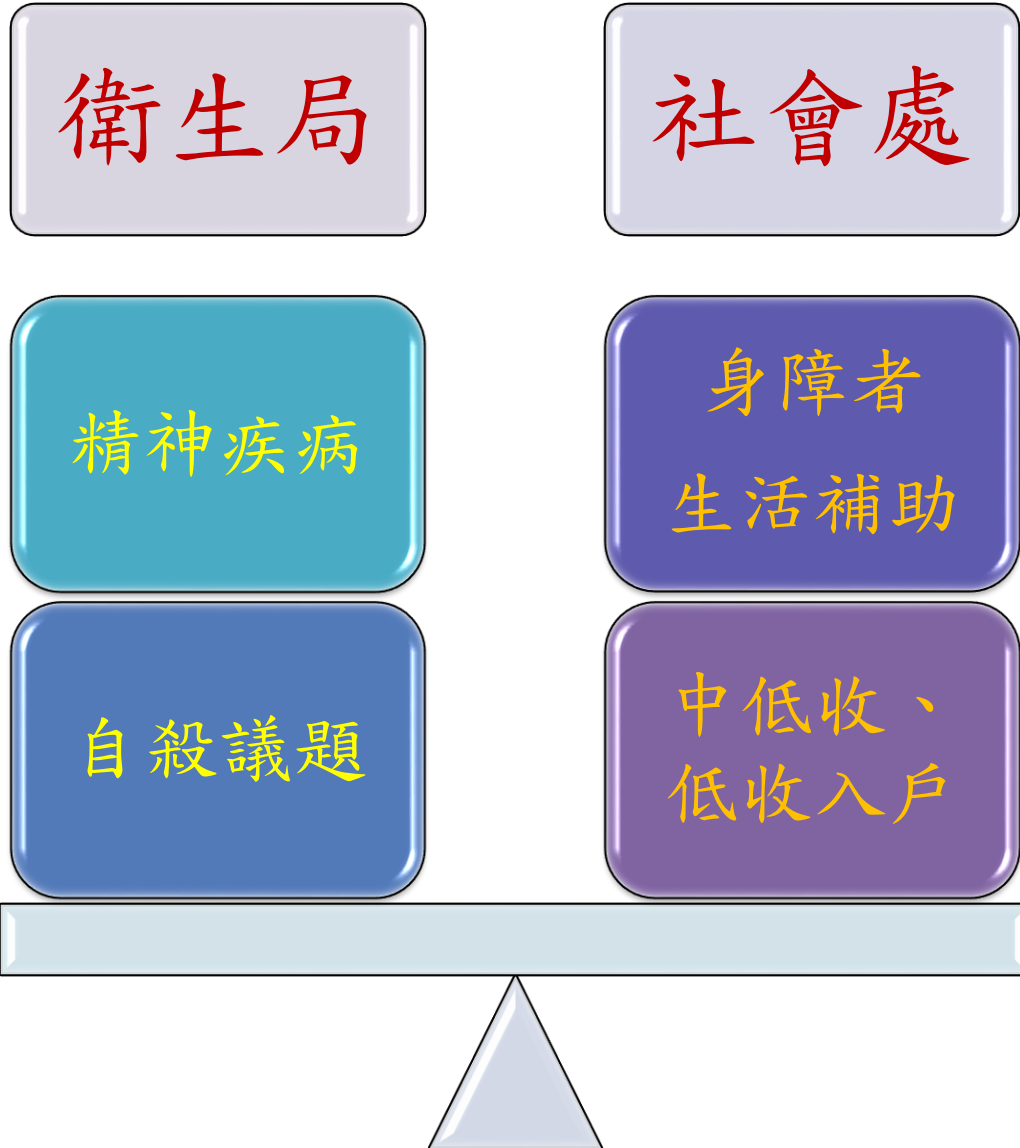 衛生局
社會處
精神疾病
身障者
生活補助
自殺議題
中低收、
低收入戶